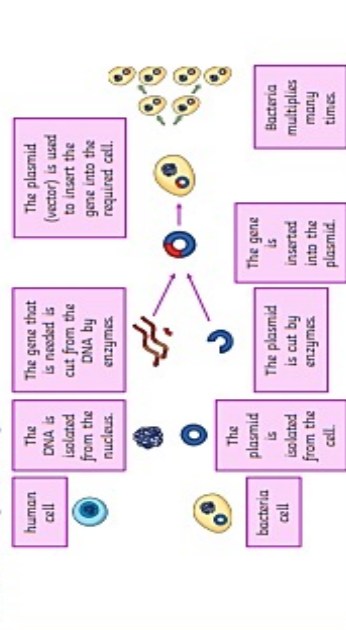 human
cell
The
DNA is
isolated
from the
nucleus.
The gene that
is needed is
cut from the
DNA by
enzymes.
The plasmid
(vector) is used
to insert the
gene into the
required cell.
bacteria
cell
The
plasmid
is
isolated
from the
cell.
The plasmid
is cut by
enzymes.
The gene
is
inserted
into the
plasmid.
Bacteria
multiplies
many
times.